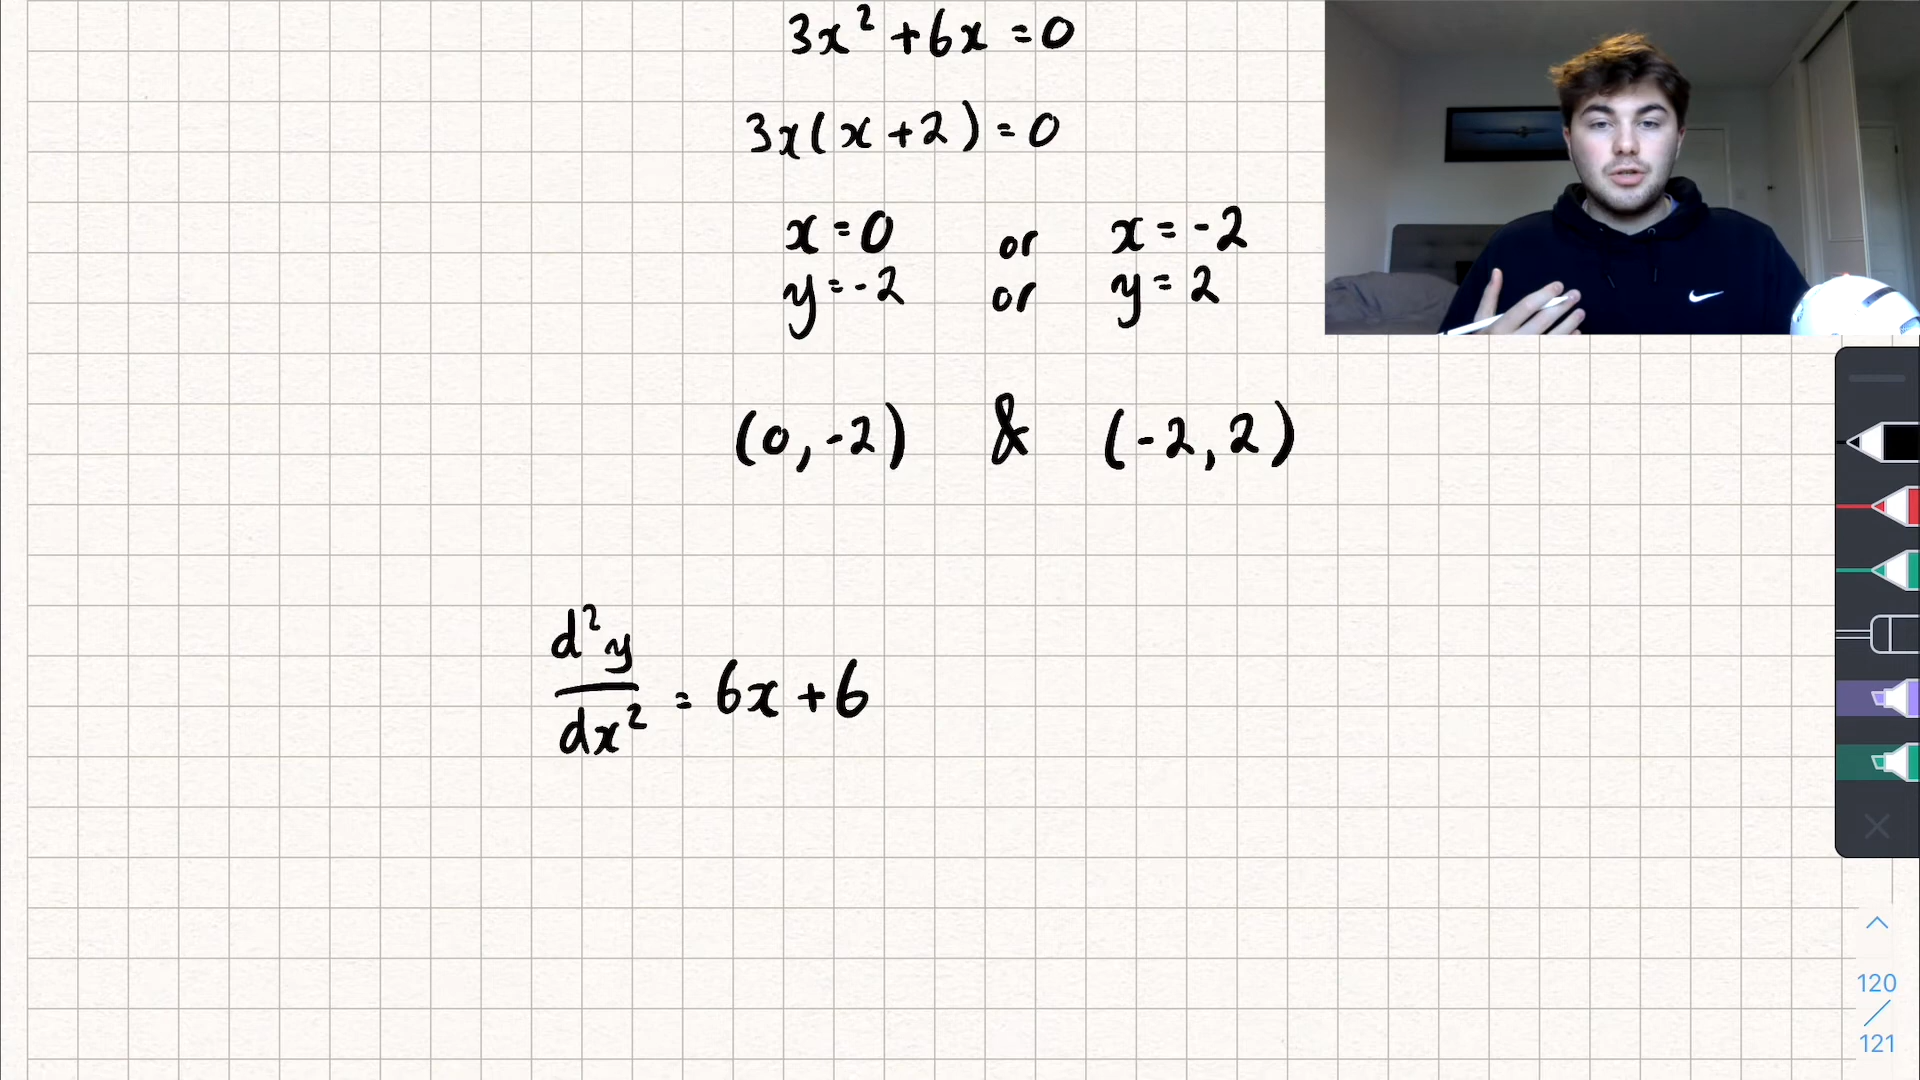 3x² + 6x = 0
3x(x + 2) = 0
x = 0 or x = -2
y = -2 or y = 2
(0, -2) & (-2, 2)
d²y/dx² = 6x + 6
120
/
121